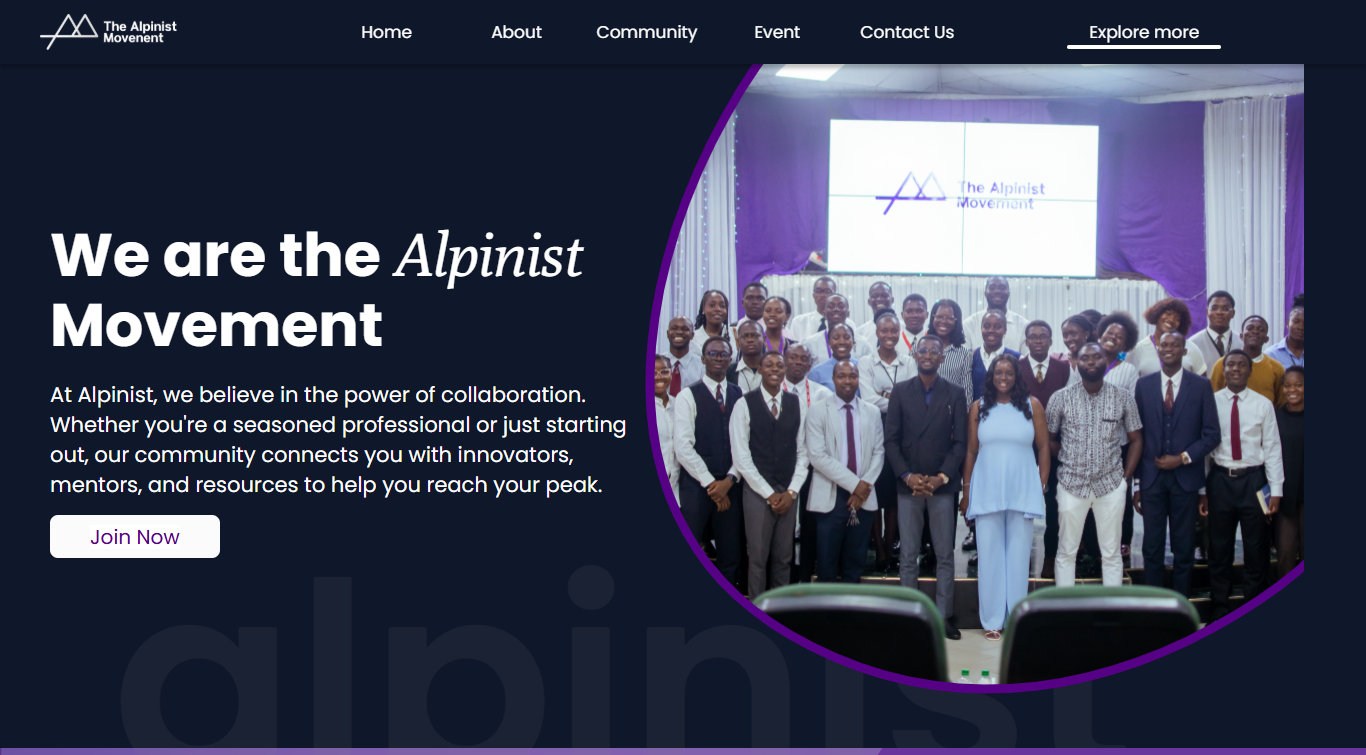 The Alpinist
Movenent
Home
About
Community
Event
Contact Us
Explore more
The Alpinist
Movement
We are the Alpinist
Movement
At Alpinist, we believe in the power of collaboration.
Whether you're a seasoned professional or just starting
out, our community connects you with innovators,
mentors, and resources to help you reach your peak.
Join Now
alpinist